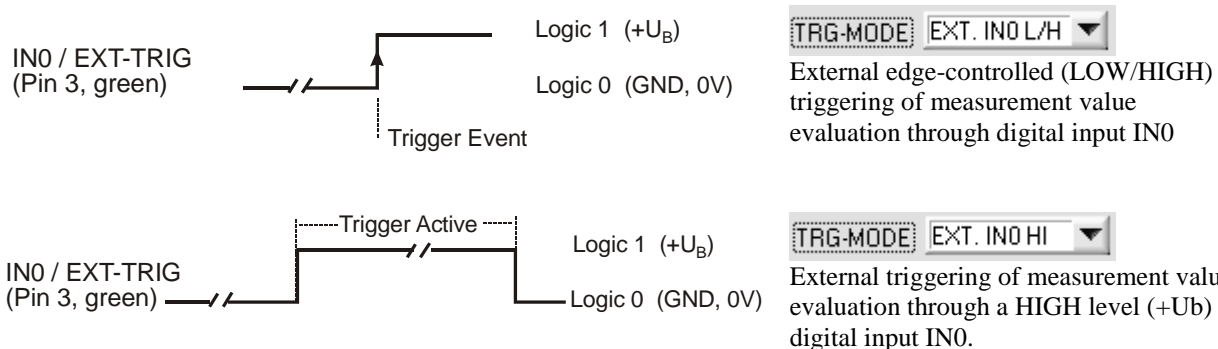 IN0 / EXT-TRIG
(Pin 3, green)
Logic 1 (+UB)
Logic 0 (GND, 0V)
Trigger Event
TRG-MODE EXT. IN0 L/H
External edge-controlled (LOW/HIGH)
triggering of measurement value
evaluation through digital input IN0
IN0 / EXT-TRIG
(Pin 3, green)
Trigger Active
Logic 1 (+UB)
Logic 0 (GND, 0V)
TRG-MODE EXT. IN0 HI
External triggering of measurement valu
evaluation through a HIGH level (+Ub)
digital input IN0.